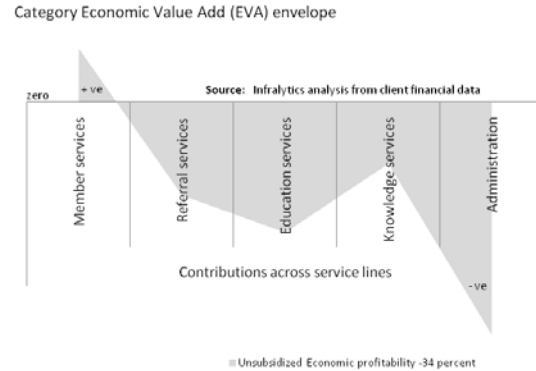 Category Economic Value Add (EVA) envelope
+ ve
zero
Source: Infralytics analysis from client financial data
Member services
Referral services
Education services
Knowledge services
Administration
Contributions across service lines
- ve
Unsubsidized Economic profitability -34 percent